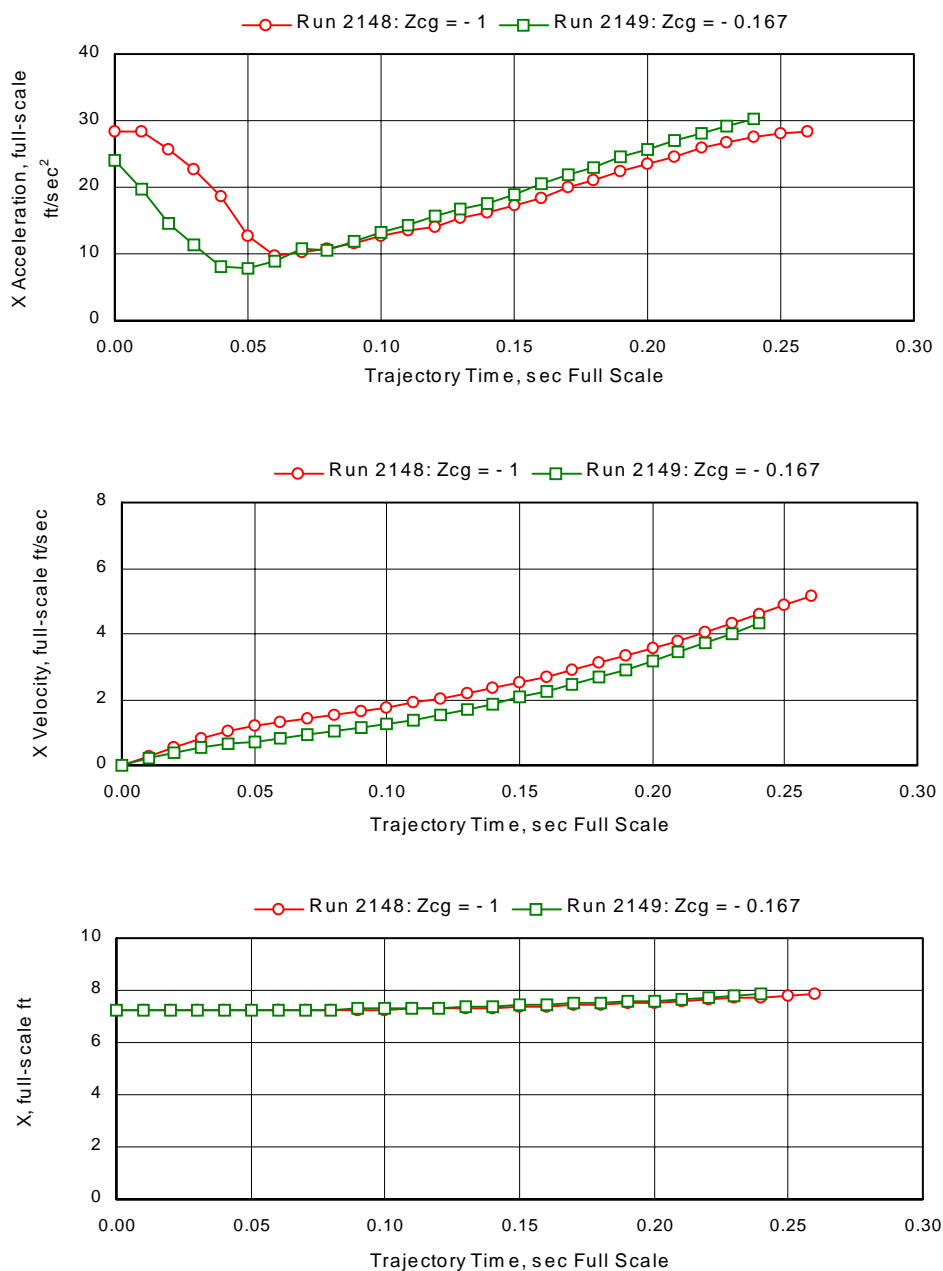 Run 2148: Zcg = - 1 Run 2149: Zcg = - 0.167
X Acceleration, full-scale
ft/sec²
40
30
20
10
0
0.00 0.05 0.10 0.15 0.20 0.25 0.30
Trajectory Time, sec Full Scale
Run 2148: Zcg = - 1 Run 2149: Zcg = - 0.167
X Velocity, full-scale ft/sec
8
6
4
2
0
0.00 0.05 0.10 0.15 0.20 0.25 0.30
Trajectory Time, sec Full Scale
Run 2148: Zcg = - 1 Run 2149: Zcg = - 0.167
X, full-scale ft
10
8
6
4
2
0
0.00 0.05 0.10 0.15 0.20 0.25 0.30
Trajectory Time, sec Full Scale